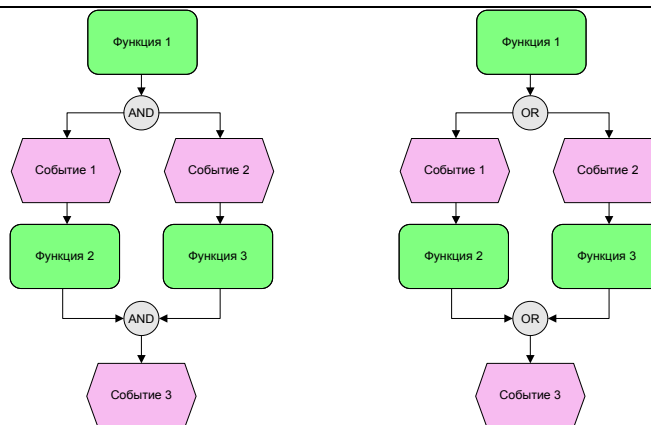 Функция 1
AND
Событие 1
Событие 2
Функция 2
Функция 3
AND
Событие 3
Функция 1
OR
Событие 1
Событие 2
Функция 2
Функция 3
OR
Событие 3